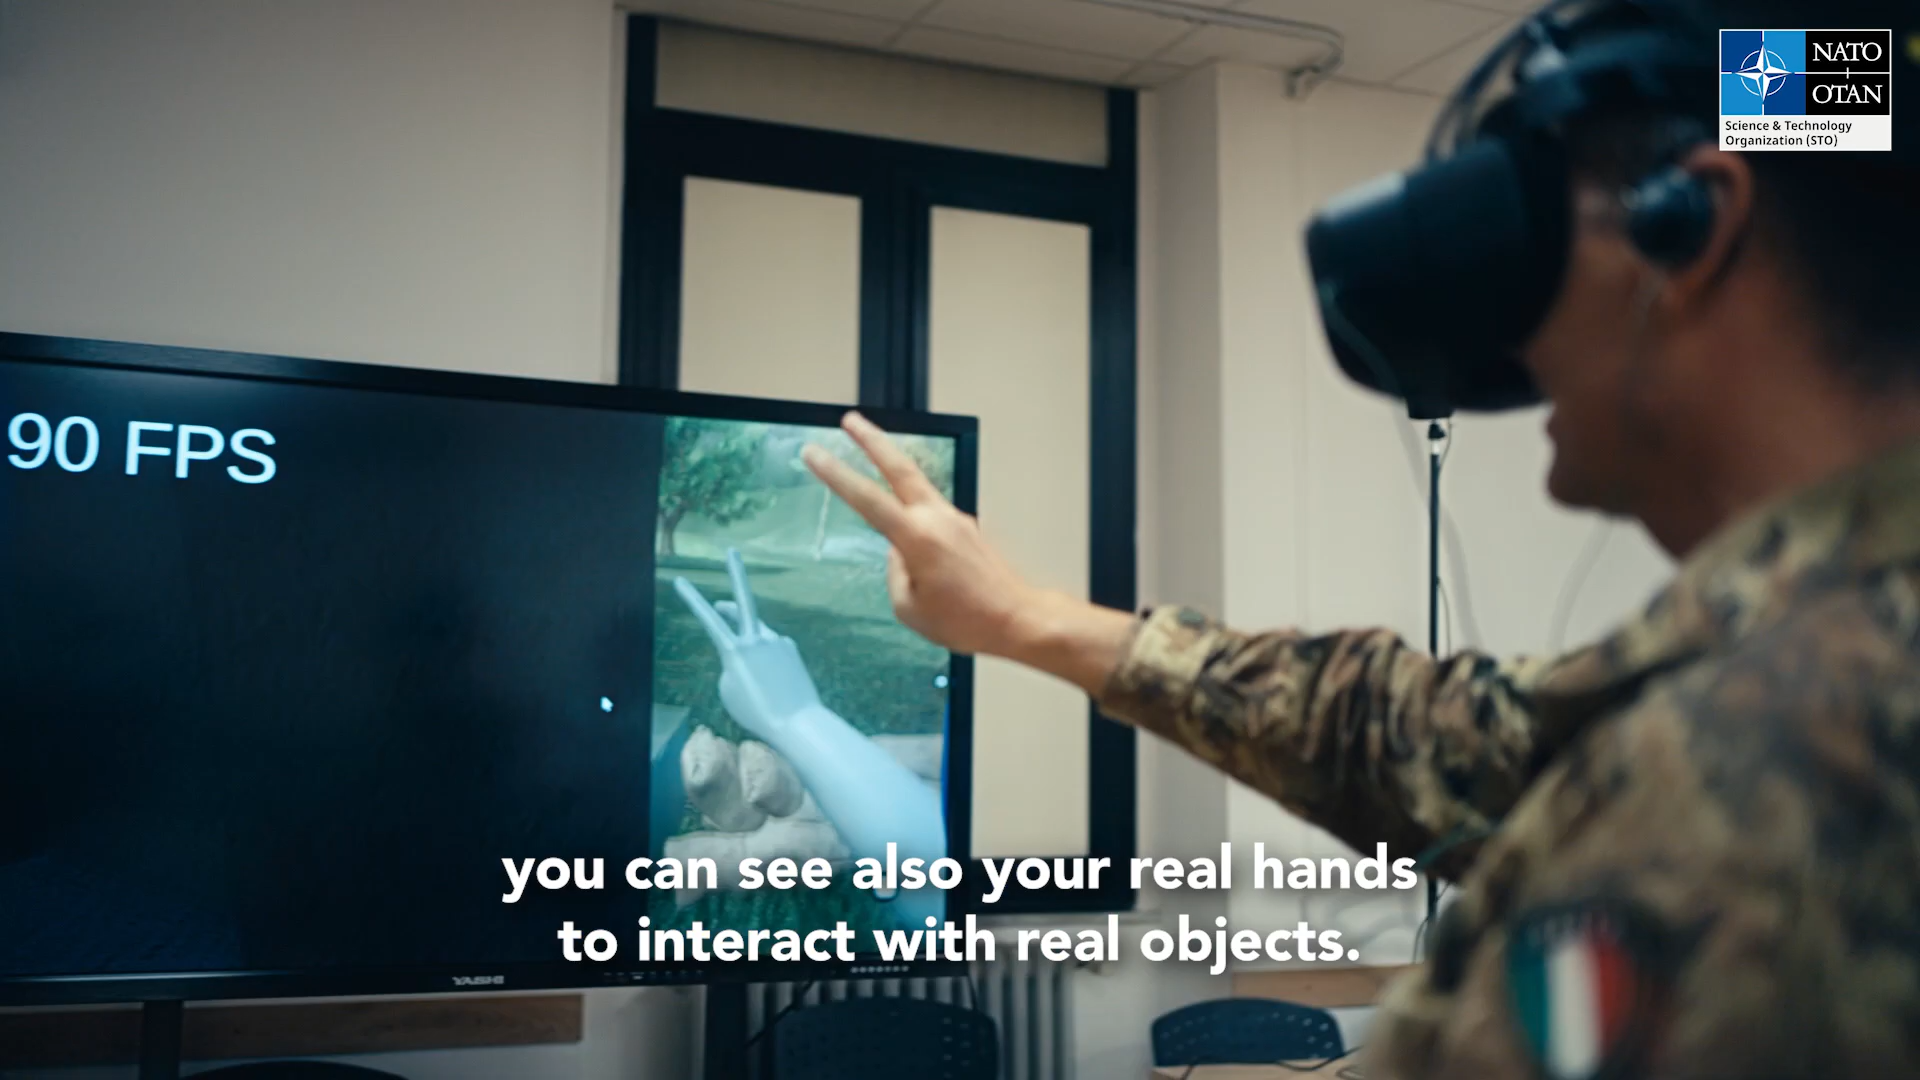 NATO
OTAN
Science & Technology
Organization (STO)
90 FPS
you can see also your real hands
to interact with real objects.
YASHI